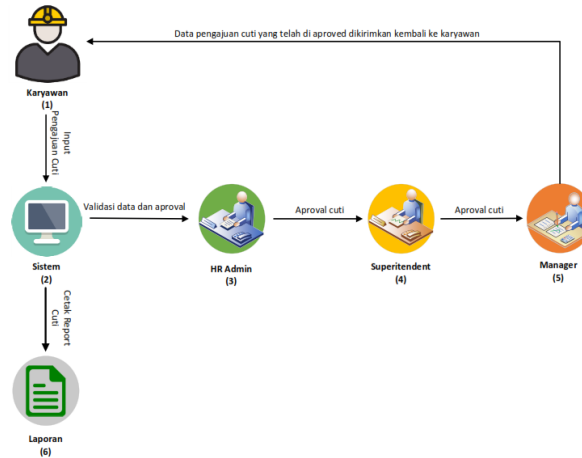 Data pengajuan cuti yang telah di aproved dikirimkan kembali ke karyawan
Karyawan
(1)
Input
Pengajuan Cuti
Validasi data dan aproval
Aproval cuti
Aproval cuti
Sistem
(2)
HR Admin
(3)
Superitendent
(4)
Manager
(5)
Cetak Report
Cuti
Laporan
(6)